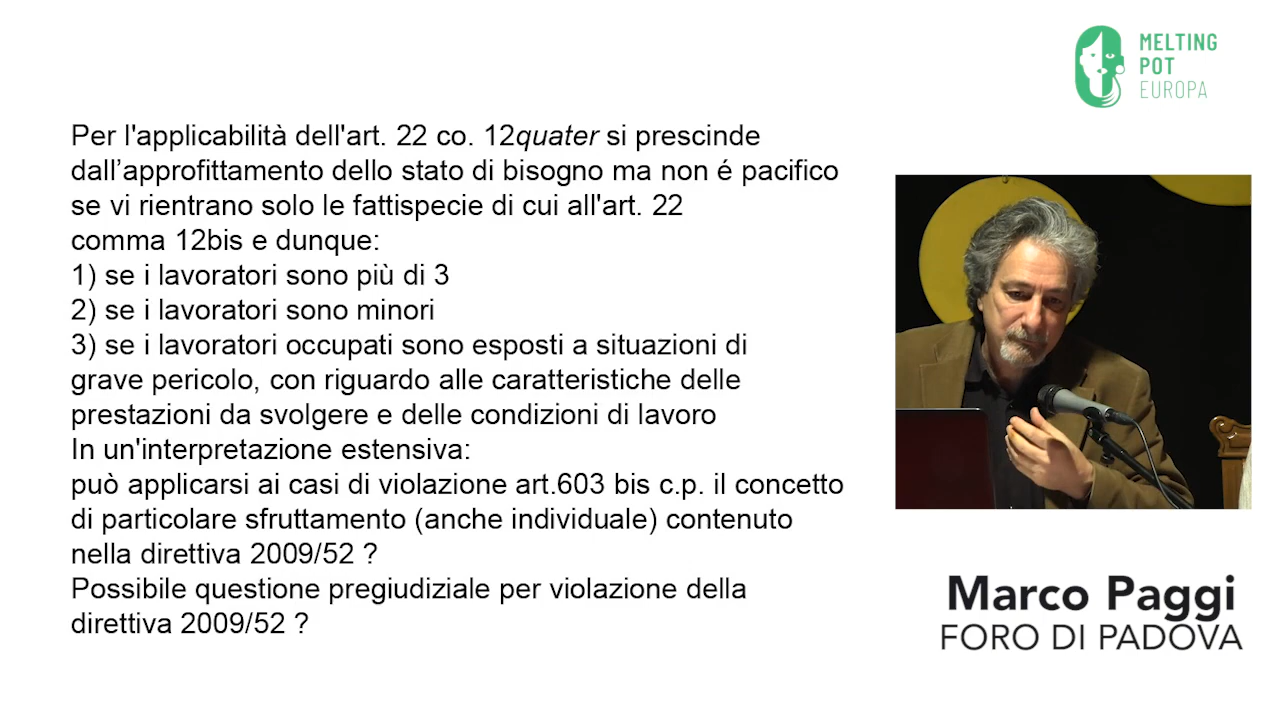 MELTING
POT
EUROPA
Per l'applicabilità dell'art. 22 co. 12quater si prescinde
dall’approfittamento dello stato di bisogno ma non é pacifico
se vi rientrano solo le fattispecie di cui all'art. 22
comma 12bis e dunque:
1) se i lavoratori sono più di 3
2) se i lavoratori sono minori
3) se i lavoratori occupati sono esposti a situazioni di
grave pericolo, con riguardo alle caratteristiche delle
prestazioni da svolgere e delle condizioni di lavoro
In un'interpretazione estensiva:
può applicarsi ai casi di violazione art.603 bis c.p. il concetto
di particolare sfruttamento (anche individuale) contenuto
nella direttiva 2009/52 ?
Possibile questione pregiudiziale per violazione della
direttiva 2009/52 ?
Marco Paggi
FORO DI PADOVA